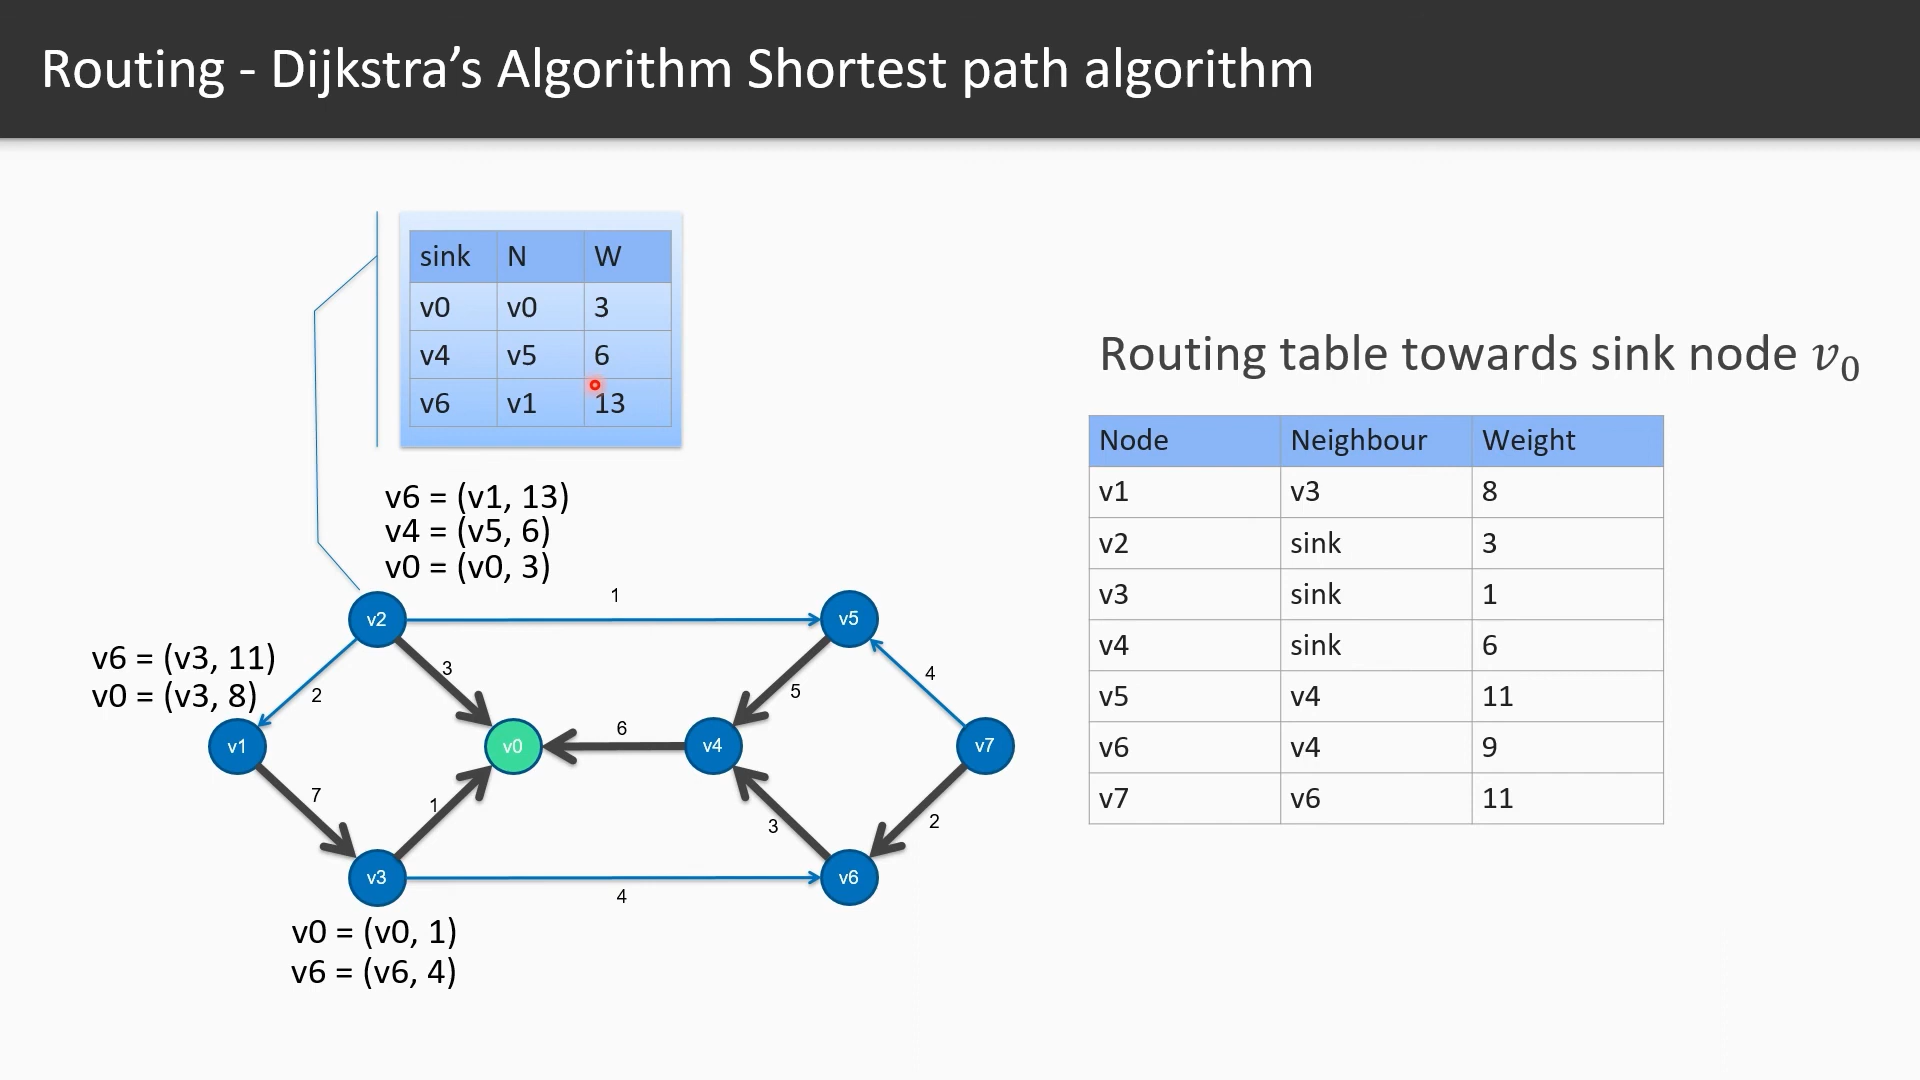 Routing - Dijkstra’s Algorithm Shortest path algorithm
sink N W
v0 v0 3
v4 v5 6
v6 v1 13
v6 = (v1, 13)
v4 = (v5, 6)
v0 = (v0, 3)
v6 = (v3, 11)
v0 = (v3, 8)
v2
1
v5
2
3
5
4
v1
v0
6
v4
v7
7
1
3
2
v3
4
v6
v0 = (v0, 1)
v6 = (v6, 4)
Routing table towards sink node v₀
Node Neighbour Weight
v1 v3 8
v2 sink 3
v3 sink 1
v4 sink 6
v5 v4 11
v6 v4 9
v7 v6 11